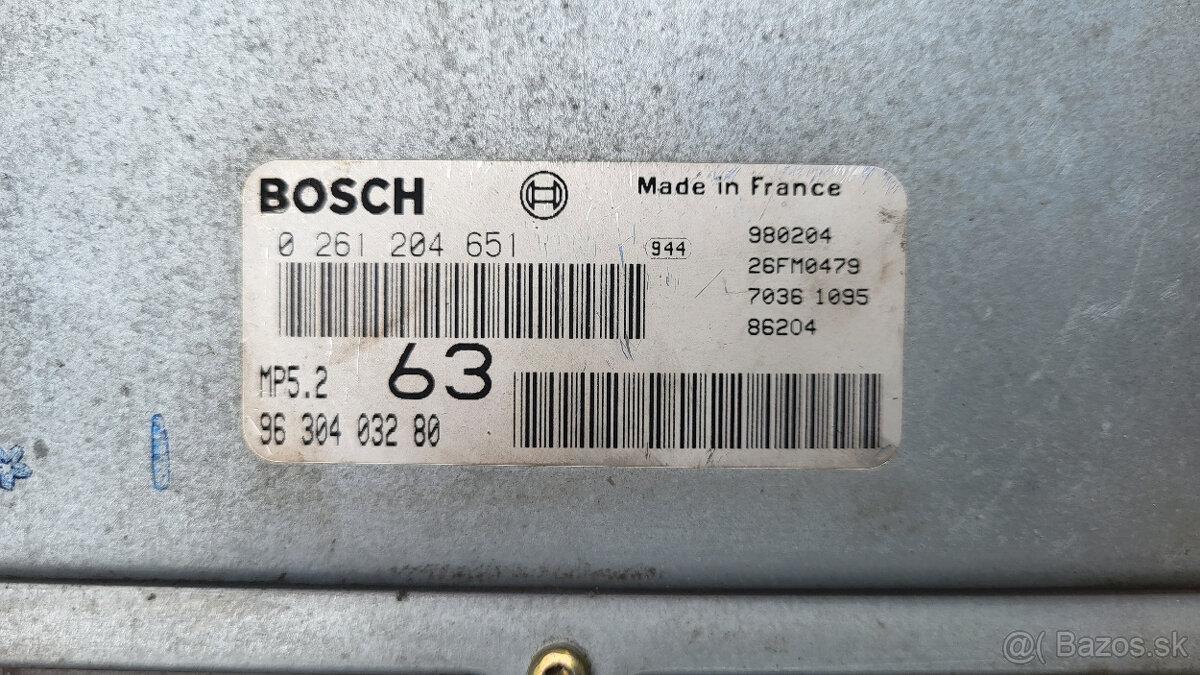 BOSCH
Made in France
0 261 204 651
944
980204
26FM0479
7036 1095
86204
MP5.2
63
96 304 032 80
@( Bazos.sk